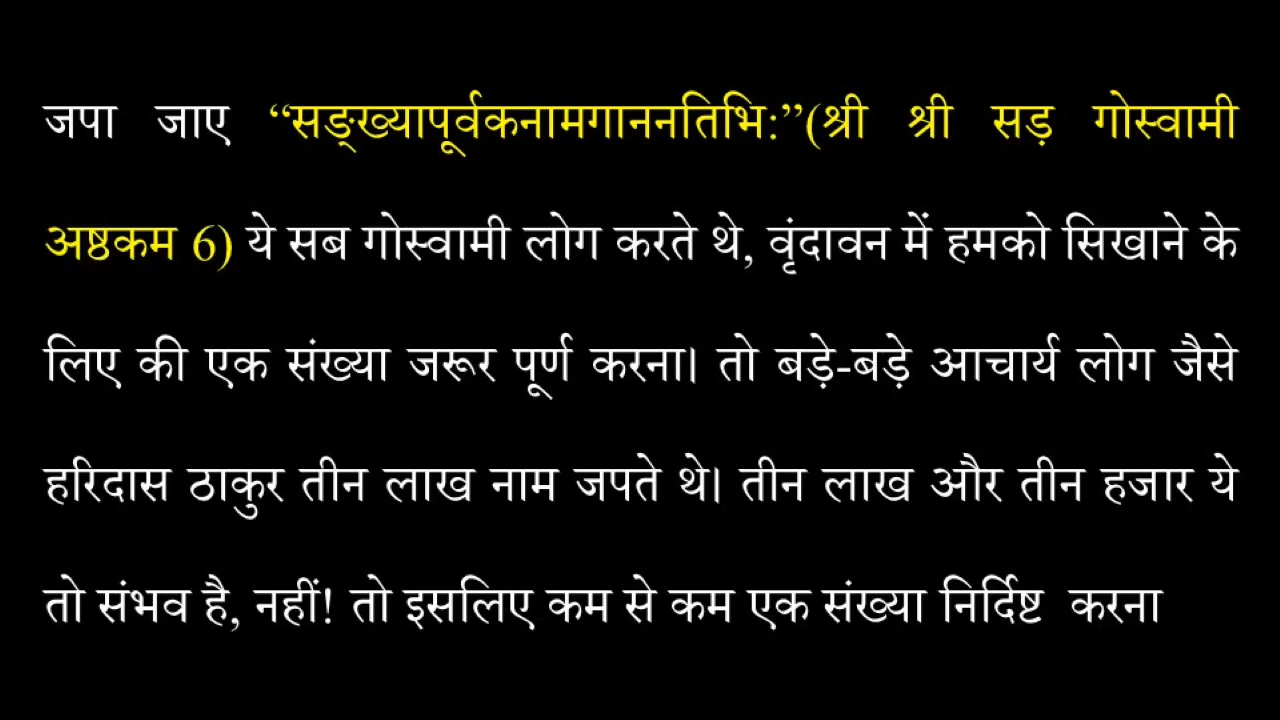 जपा जाए “सङ्ख्यापूर्वकनामगाननतिभि:”(श्री श्री सड़ गोस्वामी
अष्ठकम 6) ये सब गोस्वामी लोग करते थे, वृंदावन में हमको सिखाने के
लिए की एक संख्या जरूर पूर्ण करना। तो बड़े-बड़े आचार्य लोग जैसे
हरिदास ठाकुर तीन लाख नाम जपते थे। तीन लाख और तीन हजार ये
तो संभव है, नहीं! तो इसलिए कम से कम एक संख्या निर्दिष्ट करना